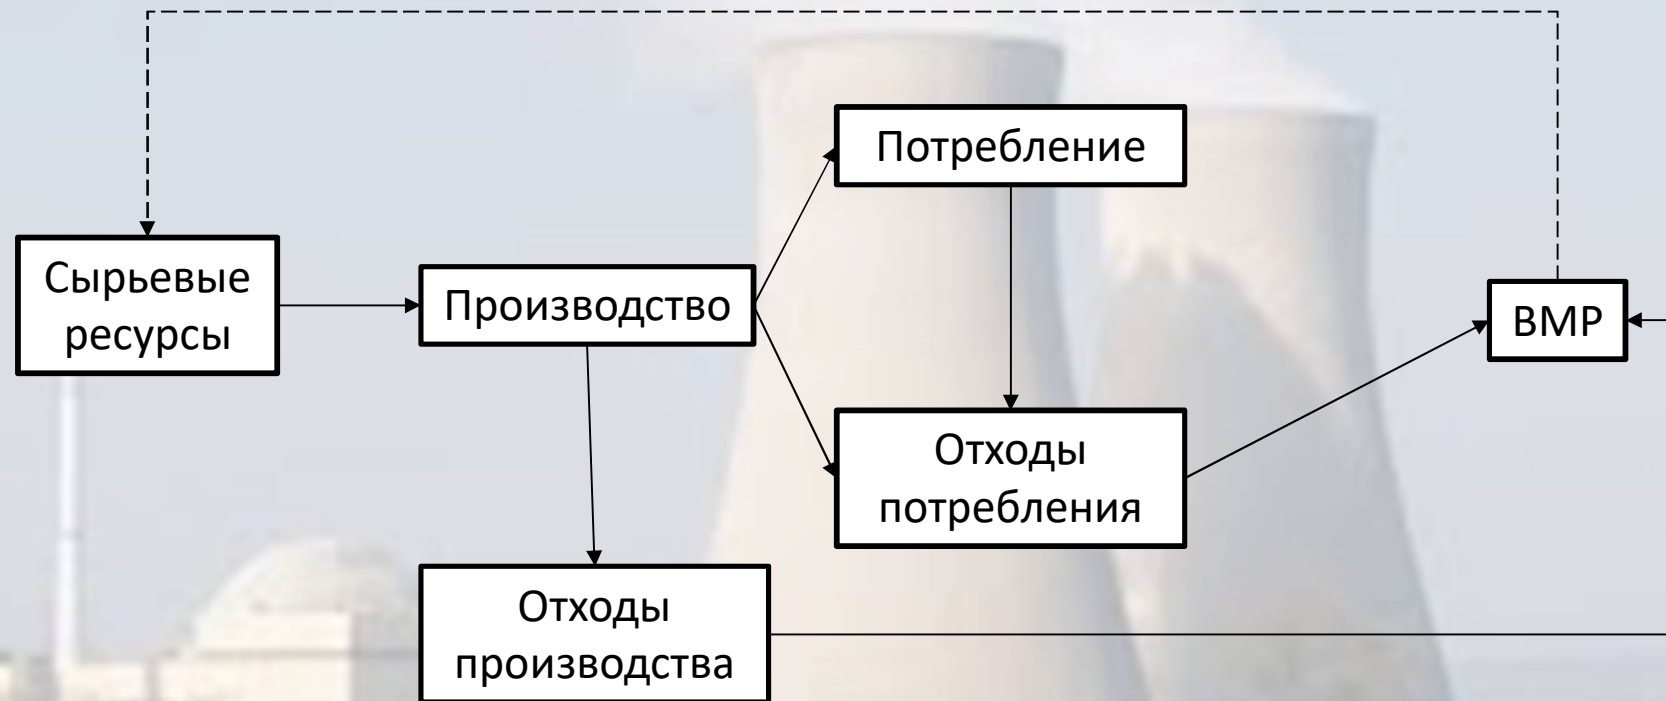 Потребление
Сырьевые
ресурсы
Производство
ВМР
Отходы
потребления
Отходы
производства